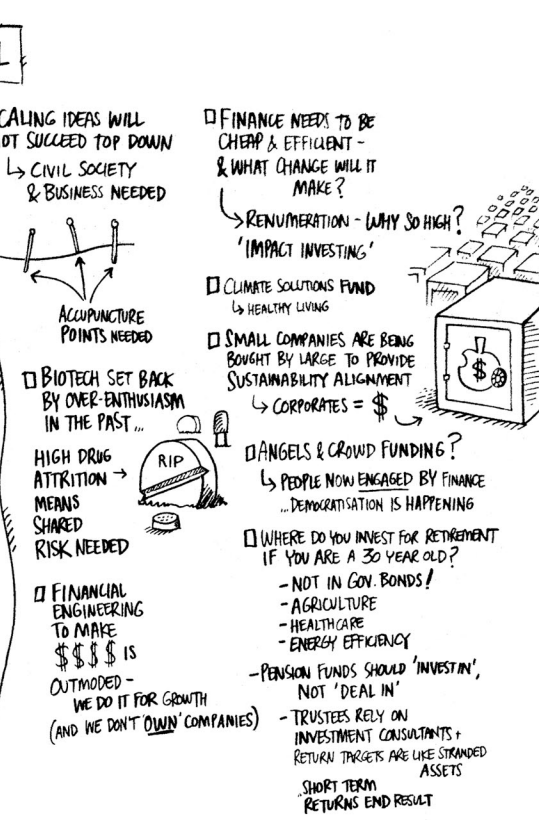 L
CALING IDEAS WILL
OT SUCCEED TOP DOWN
CIVIL SOCIETY
& BUSINESS NEEDED
ACCUPUNCTURE
POINTS NEEDED
BIOTECH SET BACK
BY OVER-ENTHUSIASM
IN THE PAST...
HIGH DRUG
ATTRITION →
MEANS
SHARED
RISK NEEDED
RIP
FINANCIAL
ENGINEERING
TO MAKE
$$$$ IS
OUTMODED -
WE DO IT FOR GROWTH
(AND WE DON'T 'OWN' COMPANIES)
FINANCE NEEDS TO BE
CHEAP & EFFICIENT -
& WHAT CHANGE WILL IT
MAKE?
RENUMERATION - WHY SO HIGH?
'IMPACT INVESTING'
CLIMATE SOLUTIONS FUND
HEALTHY LIVING
SMALL COMPANIES ARE BEING
BOUGHT BY LARGE TO PROVIDE
SUSTAINABILITY ALIGNMENT
CORPORATES = $
$
ANGELS & CROWD FUNDING?
PEOPLE NOW ENGAGED BY FINANCE
...DEMOCRATISATION IS HAPPENING
WHERE DO YOU INVEST FOR RETIREMENT
IF YOU ARE A 30 YEAR OLD?
- NOT IN GOV. BONDS!
- AGRICULTURE
- HEALTHCARE
- ENERGY EFFICIENCY
- PENSION FUNDS SHOULD 'INVEST IN',
NOT 'DEAL IN'
- TRUSTEES RELY ON
INVESTMENT CONSULTANTS +
RETURN TARGETS ARE LIKE STRANDED
ASSETS
..SHORT TERM
RETURNS END RESULT